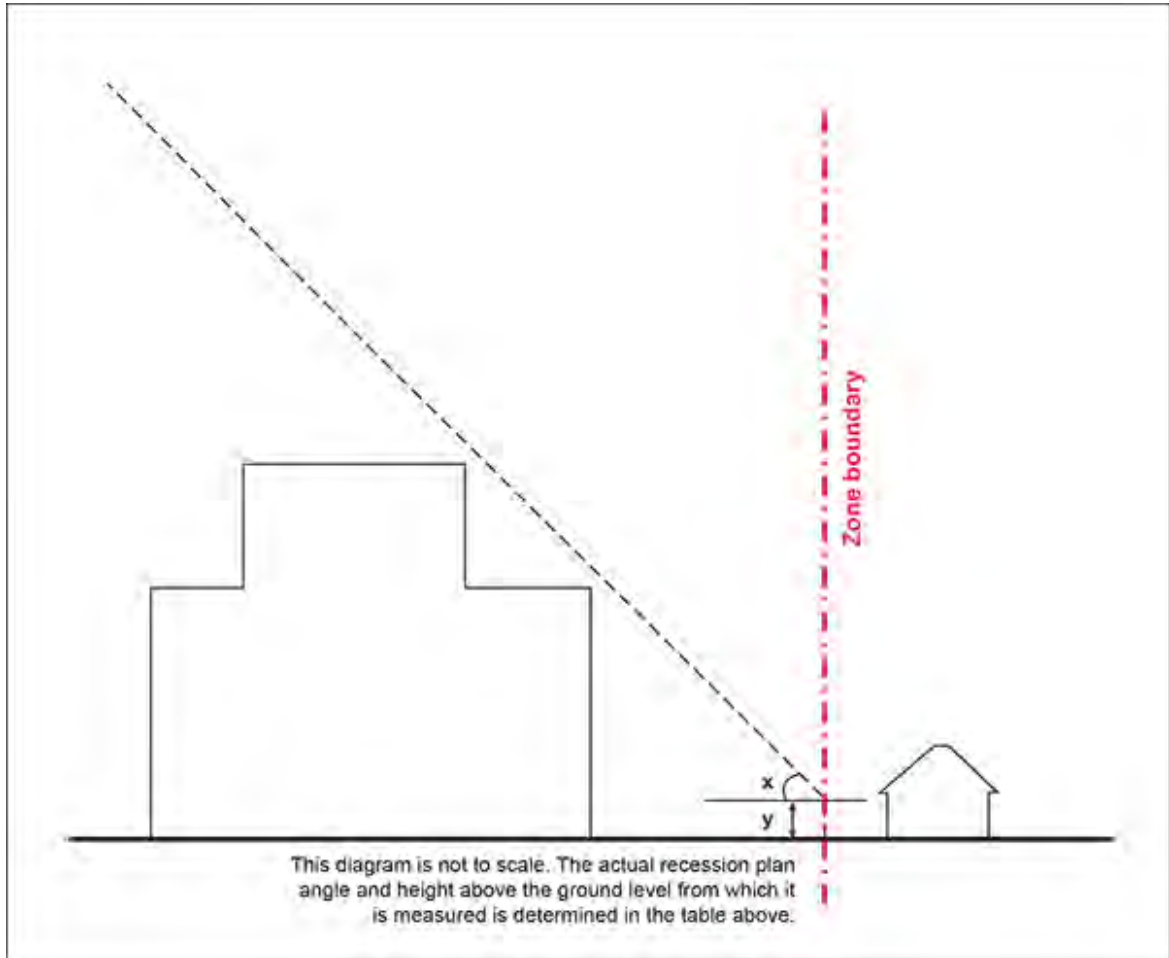 Zone boundary
x
y
This diagram is not to scale. The actual recession plan
angle and height above the ground level from which it
is measured is determined in the table above.